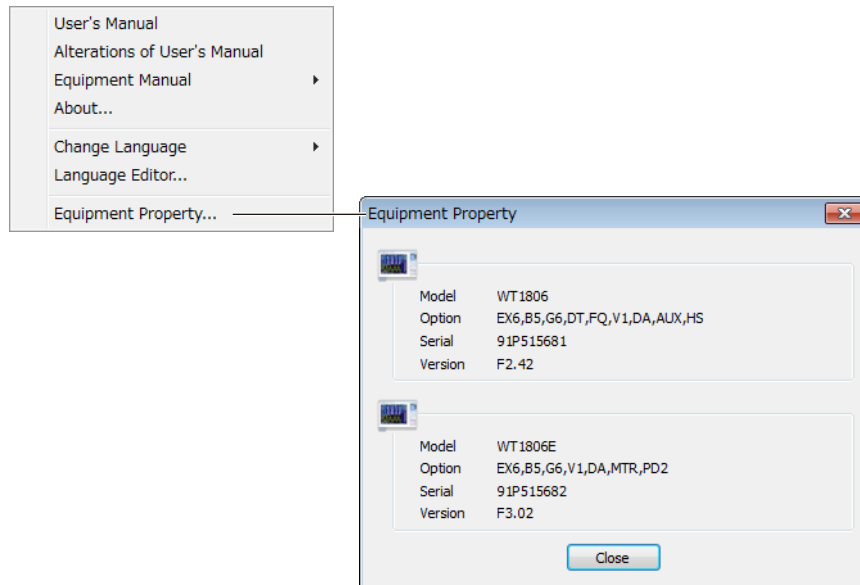 User's Manual
Alterations of User's Manual
Equipment Manual
About...
Change Language
Language Editor...
Equipment Property...
Equipment Property
Model WT1806
Option EX6,B5,G6,DT,FQ,V1,DA,AUX,HS
Serial 91P515681
Version F2.42
Model WT1806E
Option EX6,B5,G6,V1,DA,MTR,PD2
Serial 91P515682
Version F3.02
Close